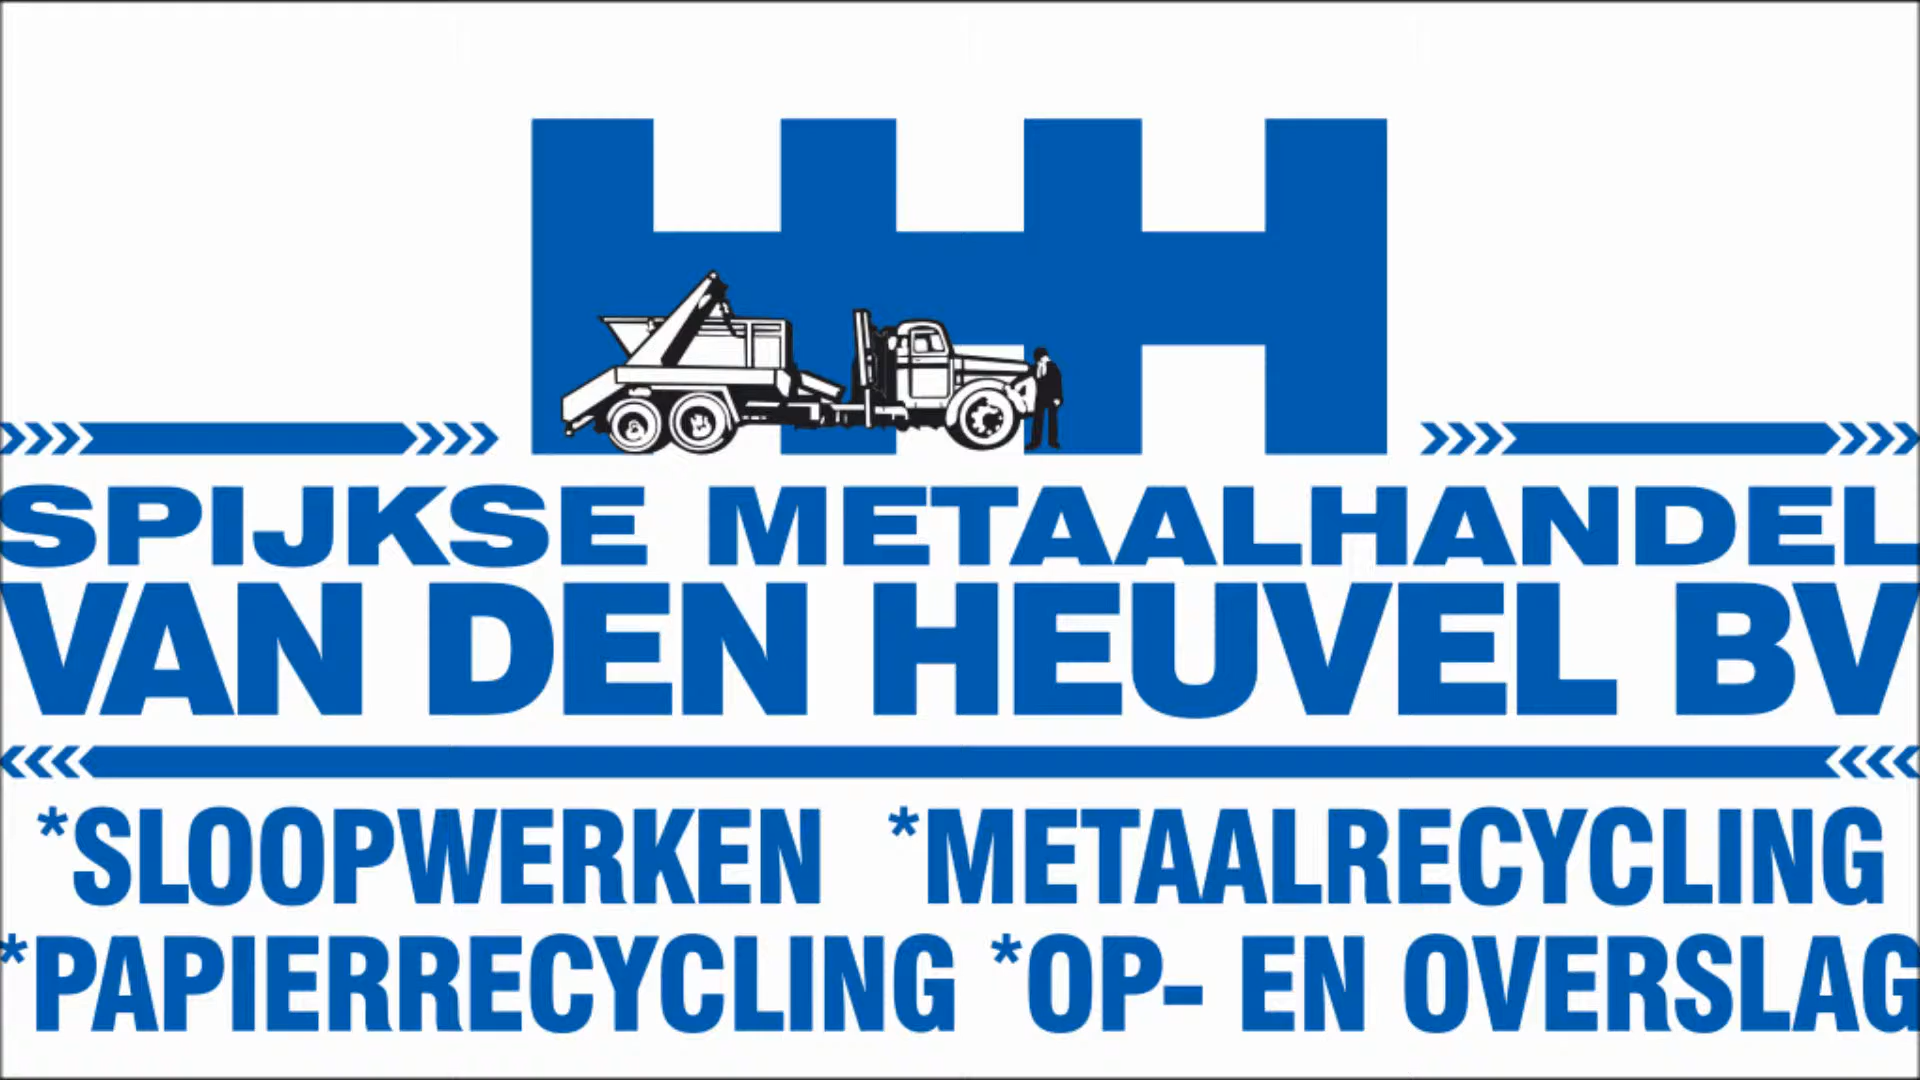 SPIJKSE METAALHANDEL
VAN DEN HEUVEL BV
*SLOOPWERKEN *METAALRECYCLING
*PAPIERRECYCLING *OP- EN OVERSLAG